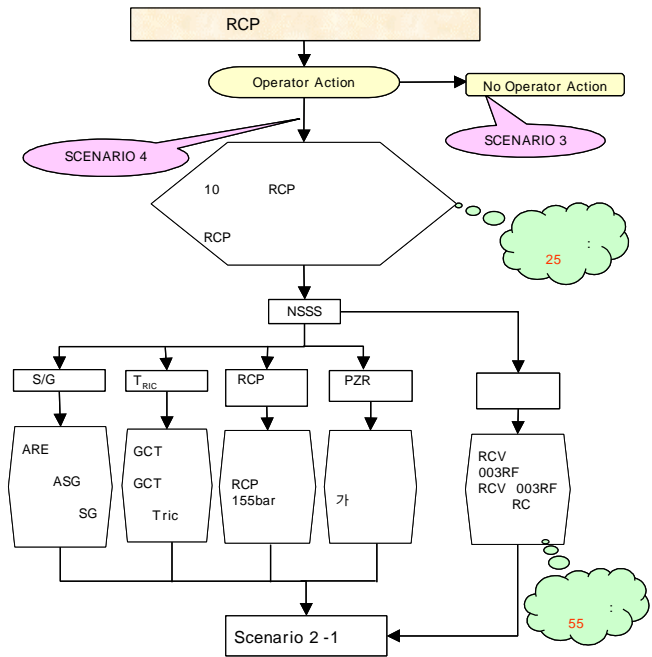 RCP
Operator Action
No Operator Action
SCENARIO 4
SCENARIO 3
10 RCP
RCP
:
25
NSSS
S/G
TRIC
RCP
PZR
ARE
ASG
SG
GCT
GCT
Tric
RCP
155bar
가
RCV
003RF
RCV 003RF
RC
:
55
Scenario 2 -1